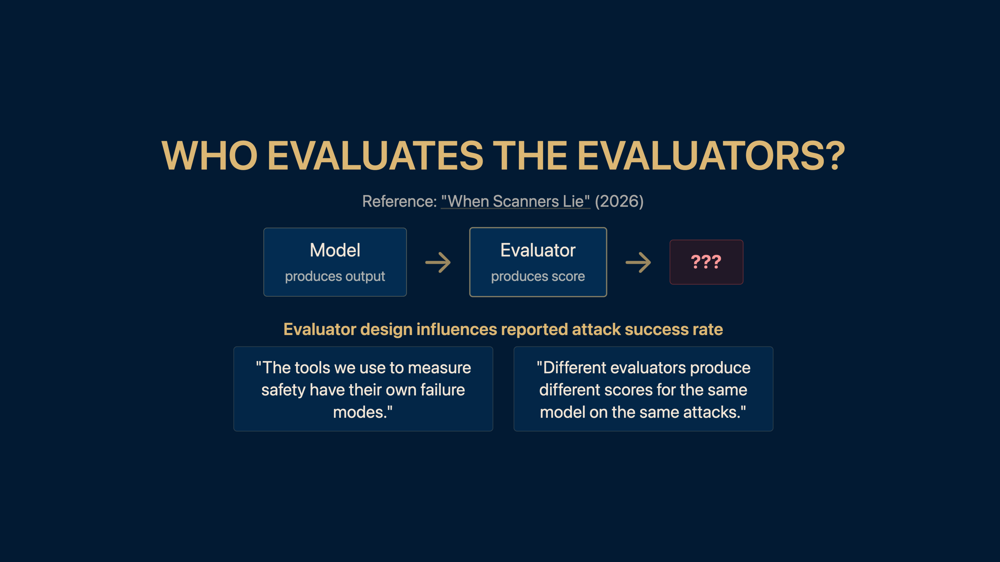 WHO EVALUATES THE EVALUATORS?
Reference: "When Scanners Lie" (2026)
Model
produces output
→
Evaluator
produces score
→
???
Evaluator design influences reported attack success rate
"The tools we use to measure
safety have their own failure
modes."
"Different evaluators produce
different scores for the same
model on the same attacks."